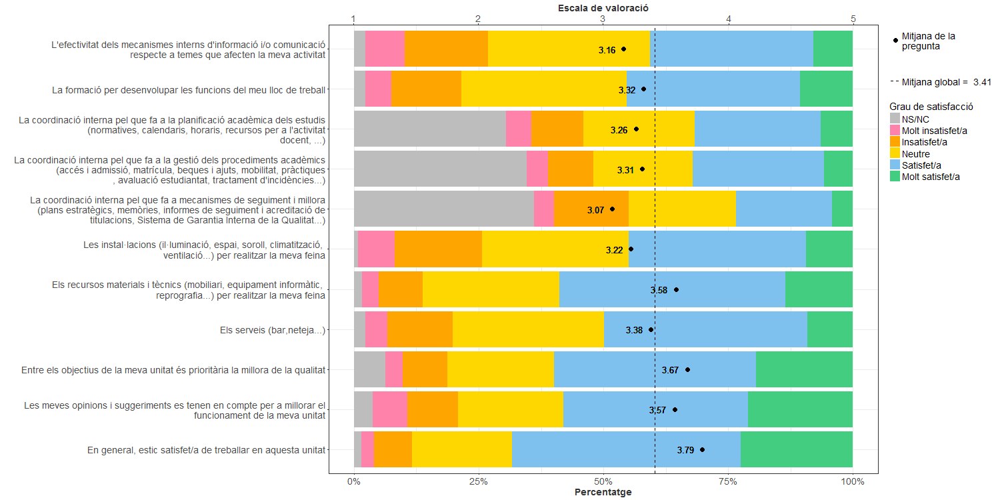 Escala de valoració
1 2 3 4 5
L'efectivitat dels mecanismes interns d'informació i/o comunicació
respecte a temes que afecten la meva activitat
3.16
La formació per desenvolupar les funcions del meu lloc de treball
3.32
La coordinació interna pel que fa a la planificació acadèmica dels estudis
(normatives, calendaris, horaris, recursos per a l'activitat
docent, ...)
3.26
La coordinació interna pel que fa a la gestió dels procediments acadèmics
(accés i admissió, matrícula, beques i ajuts, mobilitat, pràctiques
, avaluació estudiantat, tractament d'incidències...)
3.31
La coordinació interna pel que fa a mecanismes de seguiment i millora
(plans estratègics, memòries, informes de seguiment i acreditació de
titulacions, Sistema de Garantia Interna de la Qualitat...)
3.07
Les instal·lacions (il·luminació, espai, soroll, climatització,
ventilació...) per realitzar la meva feina
3.22
Els recursos materials i tècnics (mobiliari, equipament informàtic,
reprografia...) per realitzar la meva feina
3.58
Els serveis (bar,neteja...)
3.38
Entre els objectius de la meva unitat és prioritària la millora de la qualitat
3.67
Les meves opinions i suggeriments es tenen en compte per a millorar el
funcionament de la meva unitat
3.57
En general, estic satisfet/a de treballar en aquesta unitat
3.79
0% 25% 50% 75% 100%
Percentatge
Mitjana de la
pregunta
Mitjana global = 3.41
Grau de satisfacció
NS/NC
Molt insatisfet/a
Insatisfet/a
Neutre
Satisfet/a
Molt satisfet/a